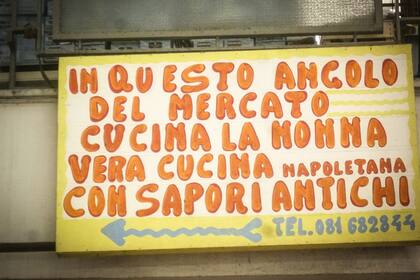 IN QUESTO ANGOLO
DEL MERCATO
CUCINA LA NONNA
VERA CUCINA NAPOLETANA
CON SAPORI ANTICHI
TEL. 081 682844